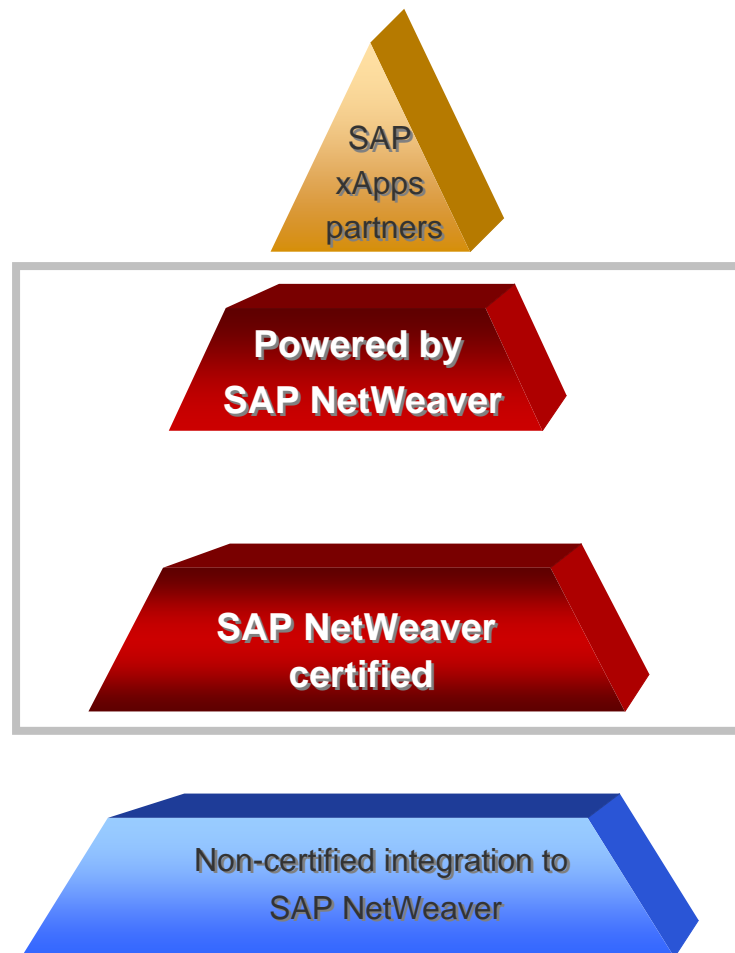 SAP
xApps
partners
Powered by
SAP NetWeaver
SAP NetWeaver
certified
Non-certified integration to
SAP NetWeaver